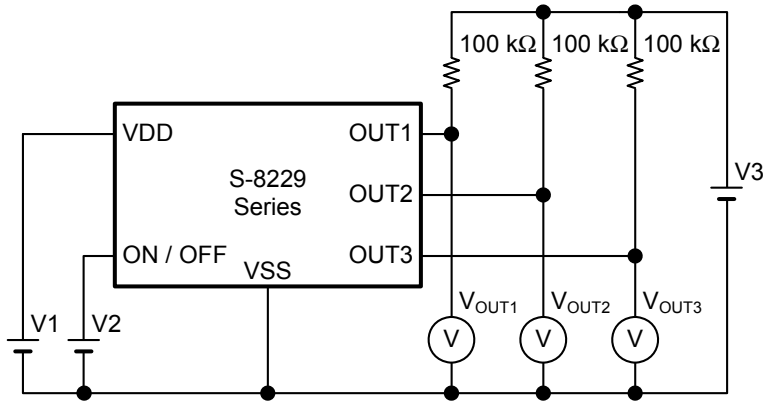 100 kΩ 100 kΩ 100 kΩ
VDD OUT1
S-8229
Series
OUT2
V3
ON / OFF OUT3
VSS
V1 V2 VOUT1 VOUT2 VOUT3
V V V